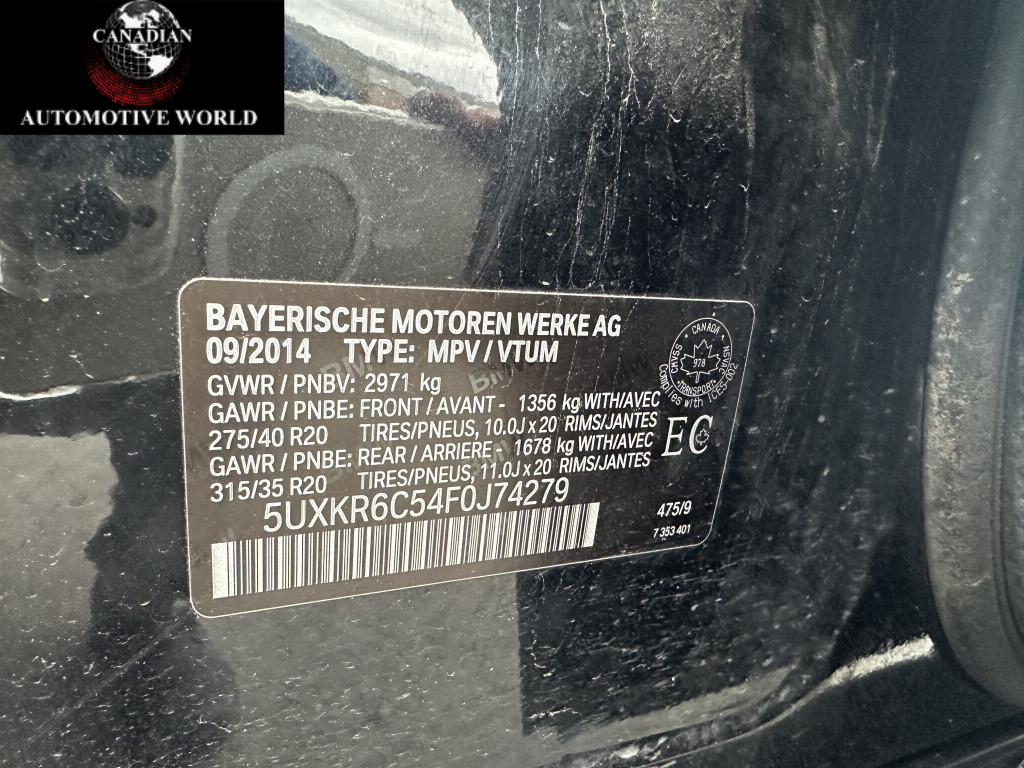 CANADIAN
AUTOMOTIVE WORLD
BAYERISCHE MOTOREN WERKE AG
09/2014 TYPE: MPV / VTUM
GVWR / PNBV: 2971 kg
GAWR / PNBE: FRONT / AVANT - 1356 kg WITH/AVEC
275/40 R20 TIRES/PNEUS, 10.0J x 20 RIMS/JANTES
GAWR / PNBE: REAR / ARRIERE - 1678 kg WITH/AVEC
315/35 R20 TIRES/PNEUS, 11.0J x 20 RIMS/JANTES
5UXKR6C54F0J74279
CANADA
NSVAC
978
CMVSS
TRANSPORT
Complies with ICES-002
EC
475/9
7 353 401